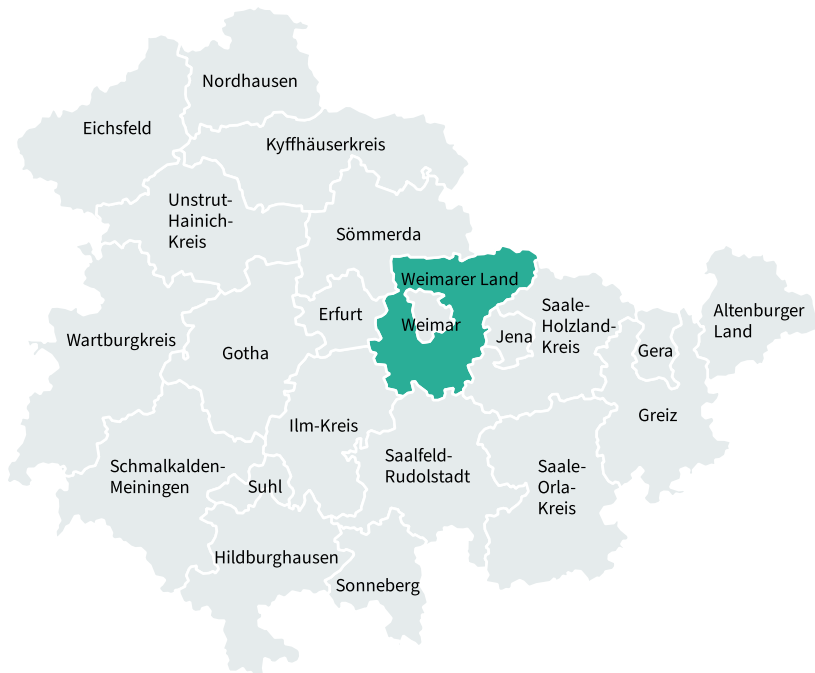 Nordhausen
Eichsfeld
Kyffhäuserkreis
Unstrut-
Hainich-
Kreis
Sömmerda
Weimarer Land
Erfurt
Weimar
Saale-
Holzland-
Kreis
Jena
Altenburger
Land
Wartburgkreis
Gotha
Gera
Greiz
Ilm-Kreis
Schmalkalden-
Meiningen
Suhl
Saalfeld-
Rudolstadt
Saale-
Orla-
Kreis
Hildburghausen
Sonneberg